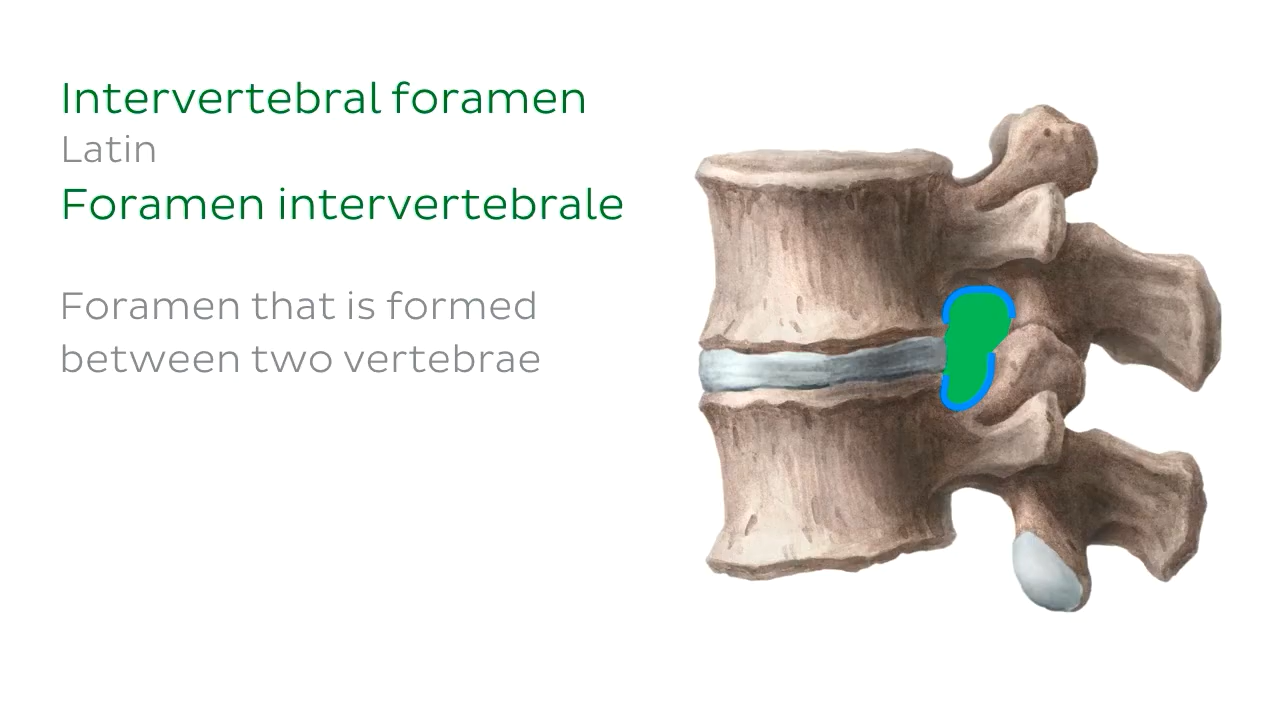 Intervertebral foramen
Latin
Foramen intervertebrale
Foramen that is formed
between two vertebrae